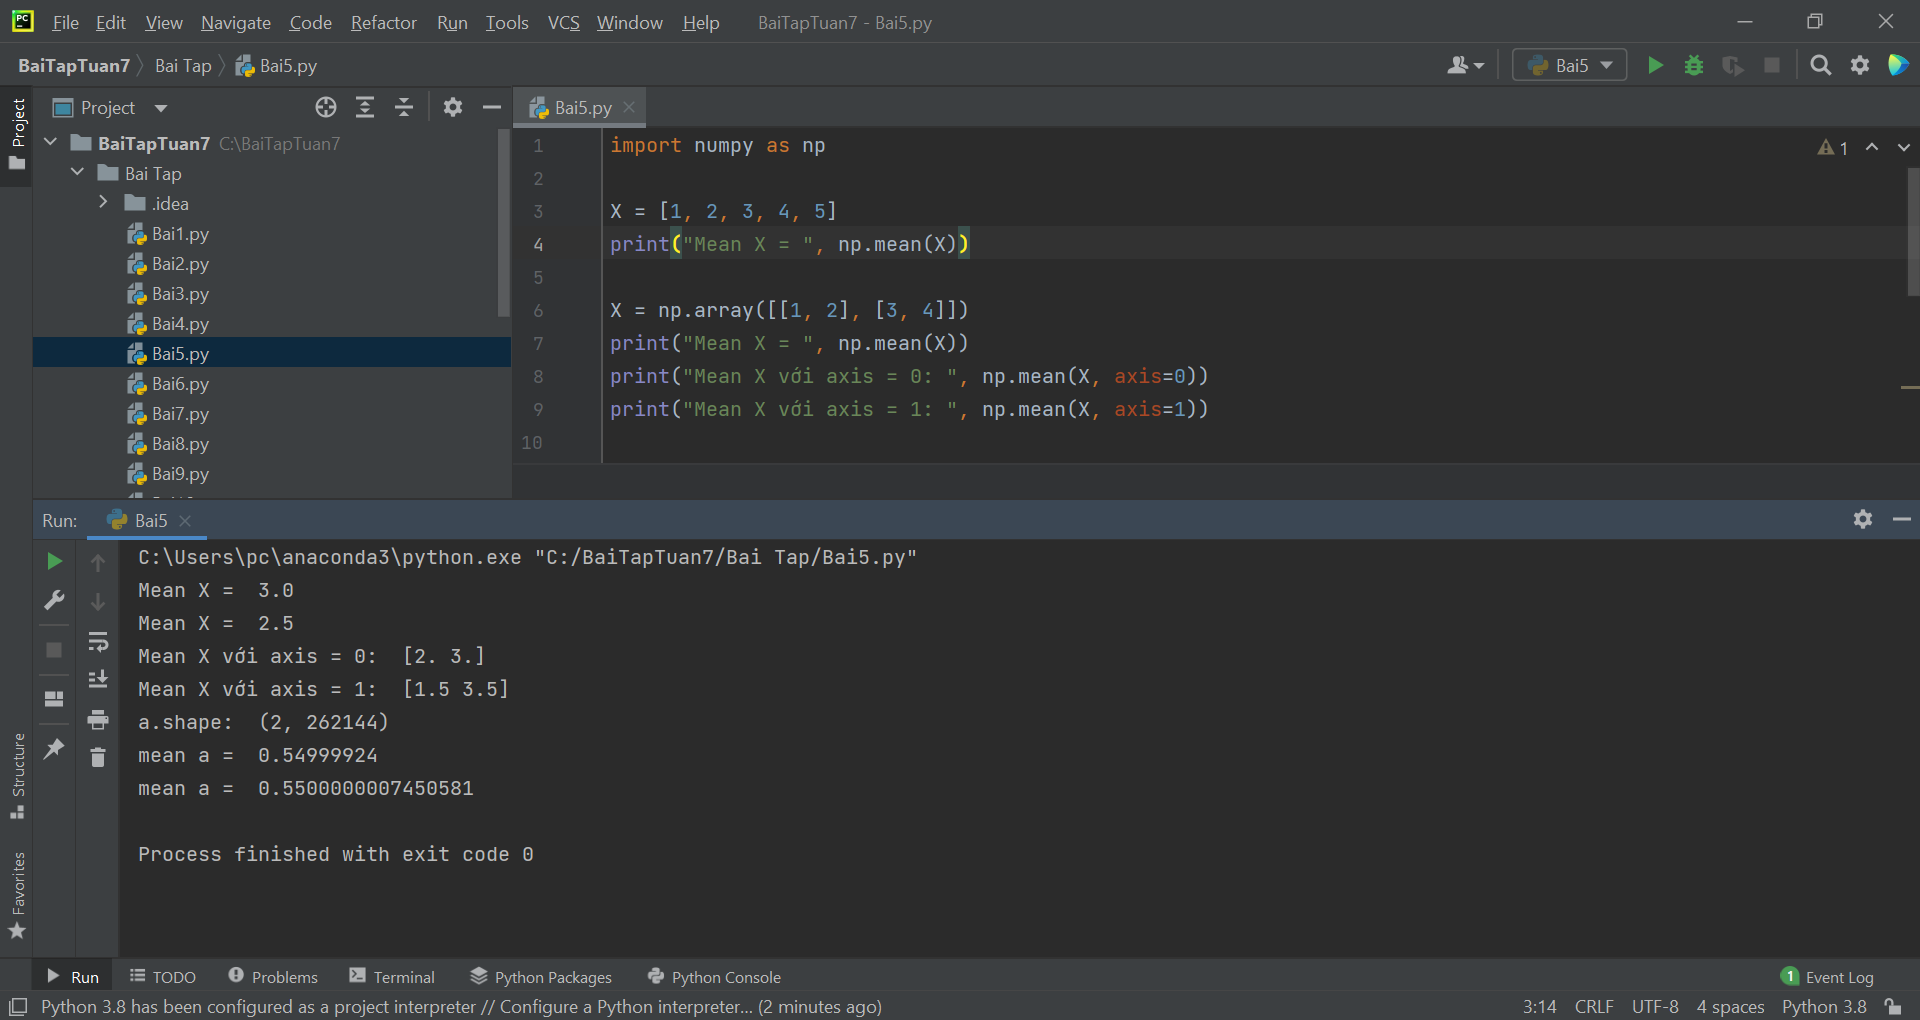 PC File Edit View Navigate Code Refactor Run Tools VCS Window Help BaiTapTuan7 - Bai5.py
BaiTapTuan7 Bai Tap Bai5.py
Bai5
Project
Project
BaiTapTuan7 C:\BaiTapTuan7
Bai Tap
.idea
Bai1.py
Bai2.py
Bai3.py
Bai4.py
Bai5.py
Bai6.py
Bai7.py
Bai8.py
Bai9.py
Bai5.py
1 import numpy as np
2
3 X = [1, 2, 3, 4, 5]
4 print("Mean X = ", np.mean(X))
5
6 X = np.array([[1, 2], [3, 4]])
7 print("Mean X = ", np.mean(X))
8 print("Mean X với axis = 0: ", np.mean(X, axis=0))
9 print("Mean X với axis = 1: ", np.mean(X, axis=1))
10
1
Run: Bai5
C:\Users\pc\anaconda3\python.exe "C:/BaiTapTuan7/Bai Tap/Bai5.py"
Mean X =  3.0
Mean X =  2.5
Mean X với axis = 0:  [2. 3.]
Mean X với axis = 1:  [1.5 3.5]
a.shape:  (2, 262144)
mean a =  0.54999924
mean a =  0.5500000007450581
Process finished with exit code 0
Structure
Favorites
Run TODO Problems Terminal Python Packages Python Console 1 Event Log
Python 3.8 has been configured as a project interpreter // Configure a Python interpreter... (2 minutes ago) 3:14 CRLF UTF-8 4 spaces Python 3.8